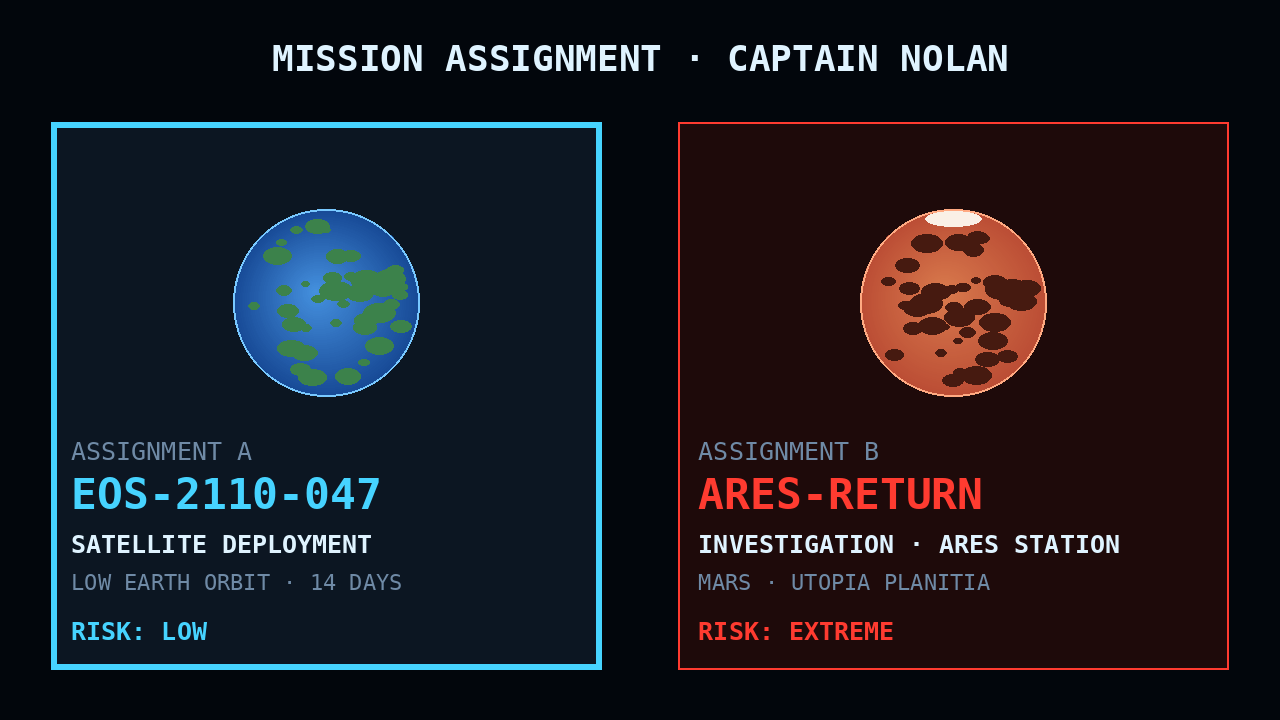 MISSION ASSIGNMENT · CAPTAIN NOLAN
ASSIGNMENT A
EOS-2110-047
SATELLITE DEPLOYMENT
LOW EARTH ORBIT · 14 DAYS
RISK: LOW
ASSIGNMENT B
ARES-RETURN
INVESTIGATION · ARES STATION
MARS · UTOPIA PLANITIA
RISK: EXTREME